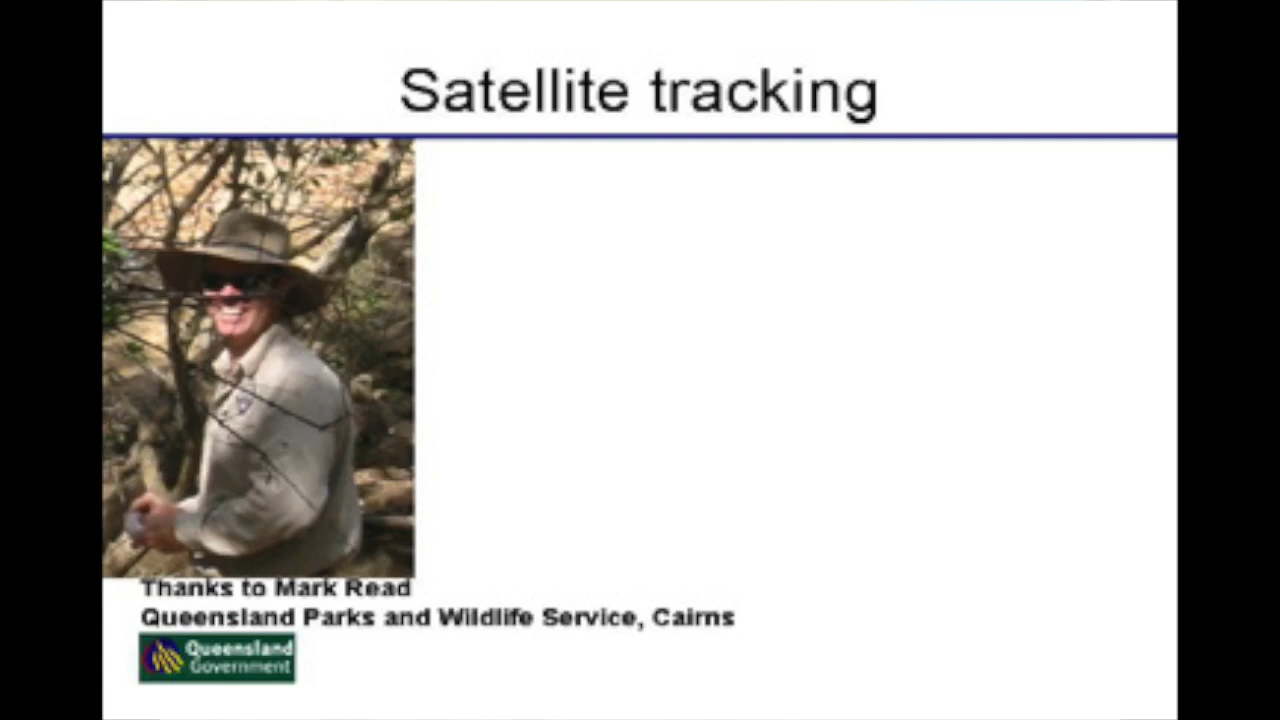 Satellite tracking
Thanks to Mark Read
Queensland Parks and Wildlife Service, Cairns
Queensland
Government